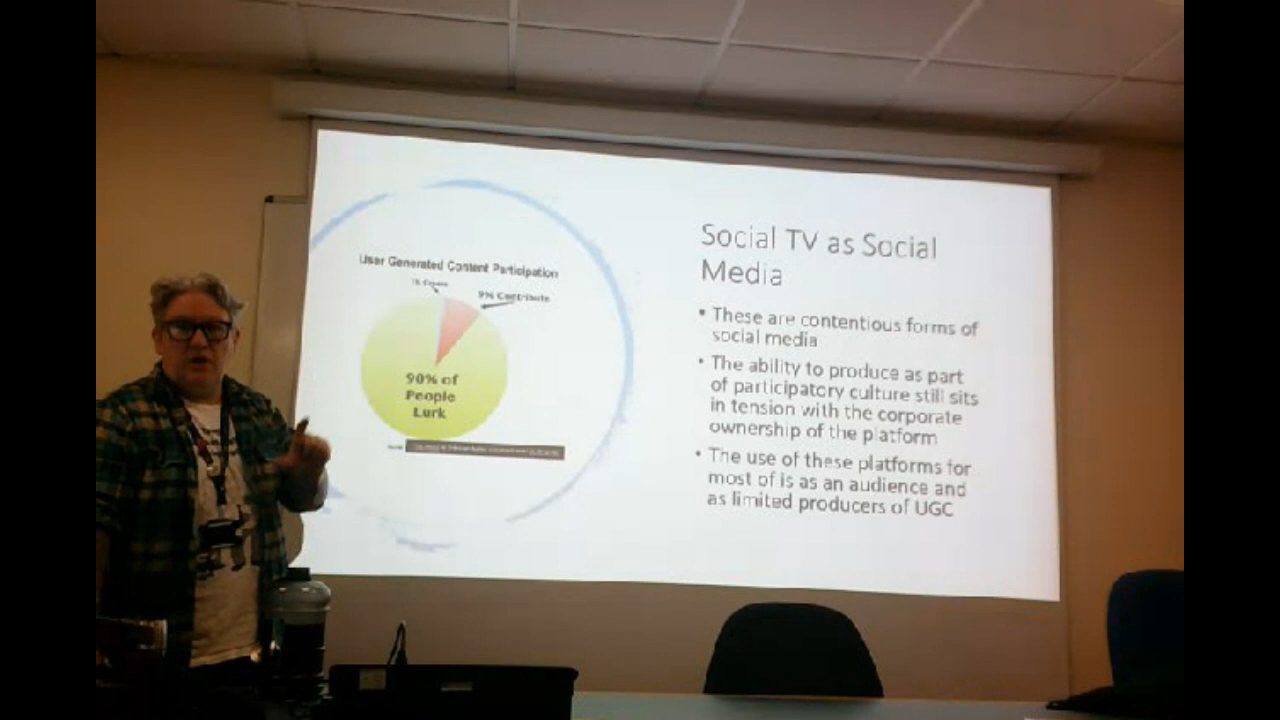 User Generated Content Participation
1% Create
9% Contribute
90% of
People
Lurk
Social TV as Social
Media
• These are contentious forms of
social media
• The ability to produce as part
of participatory culture still sits
in tension with the corporate
ownership of the platform
• The use of these platforms for
most of is as an audience and
as limited producers of UGC